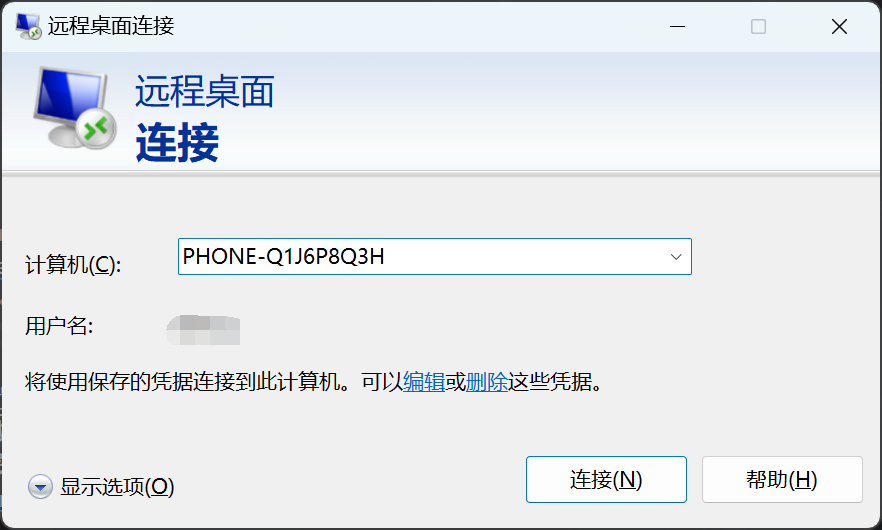 远程桌面连接
远程桌面
连接
计算机(C): PHONE-Q1J6P8Q3H
用户名:
将使用保存的凭据连接到此计算机。可以编辑或删除这些凭据。
显示选项(O) 连接(N) 帮助(H)